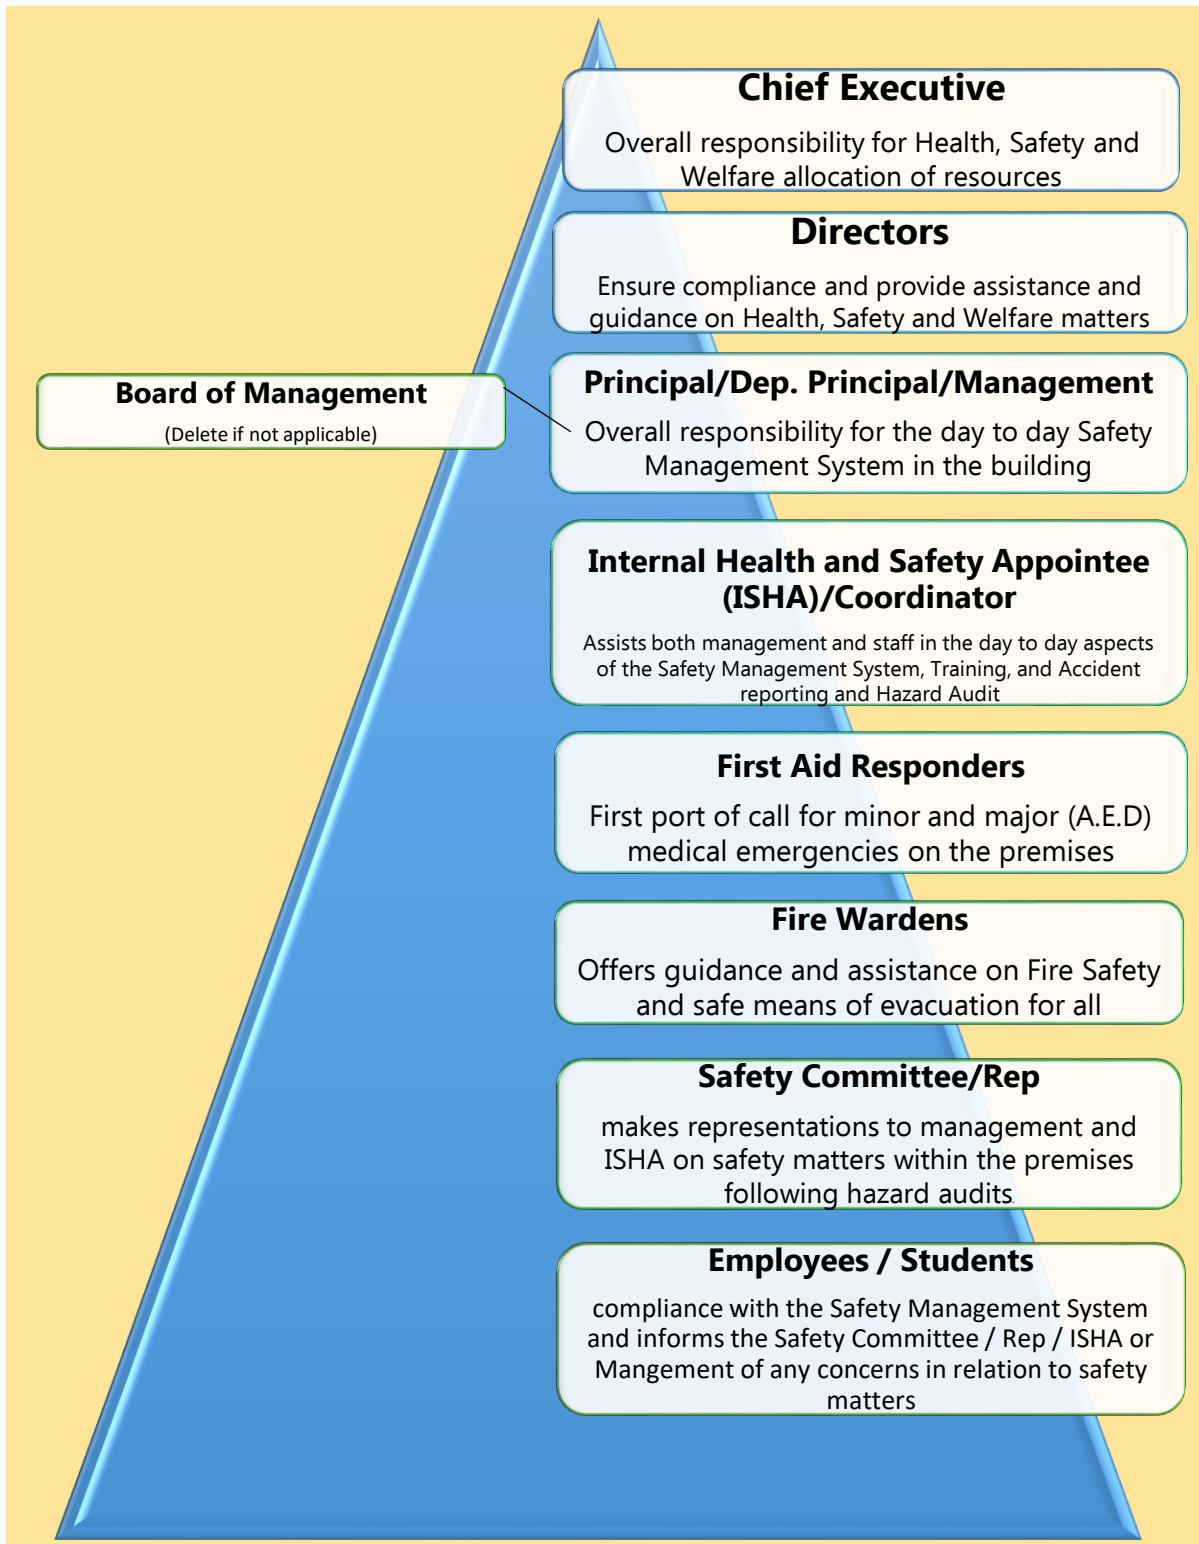 Chief Executive
Overall responsibility for Health, Safety and
Welfare allocation of resources
Directors
Ensure compliance and provide assistance and
guidance on Health, Safety and Welfare matters
Board of Management
(Delete if not applicable)
Principal/Dep. Principal/Management
Overall responsibility for the day to day Safety
Management System in the building
Internal Health and Safety Appointee
(ISHA)/Coordinator
Assists both management and staff in the day to day aspects
of the Safety Management System, Training, and Accident
reporting and Hazard Audit
First Aid Responders
First port of call for minor and major (A.E.D)
medical emergencies on the premises
Fire Wardens
Offers guidance and assistance on Fire Safety
and safe means of evacuation for all
Safety Committee/Rep
makes representations to management and
ISHA on safety matters within the premises
following hazard audits.
Employees / Students
compliance with the Safety Management System
and informs the Safety Committee / Rep / ISHA or
Mangement of any concerns in relation to safety
matters